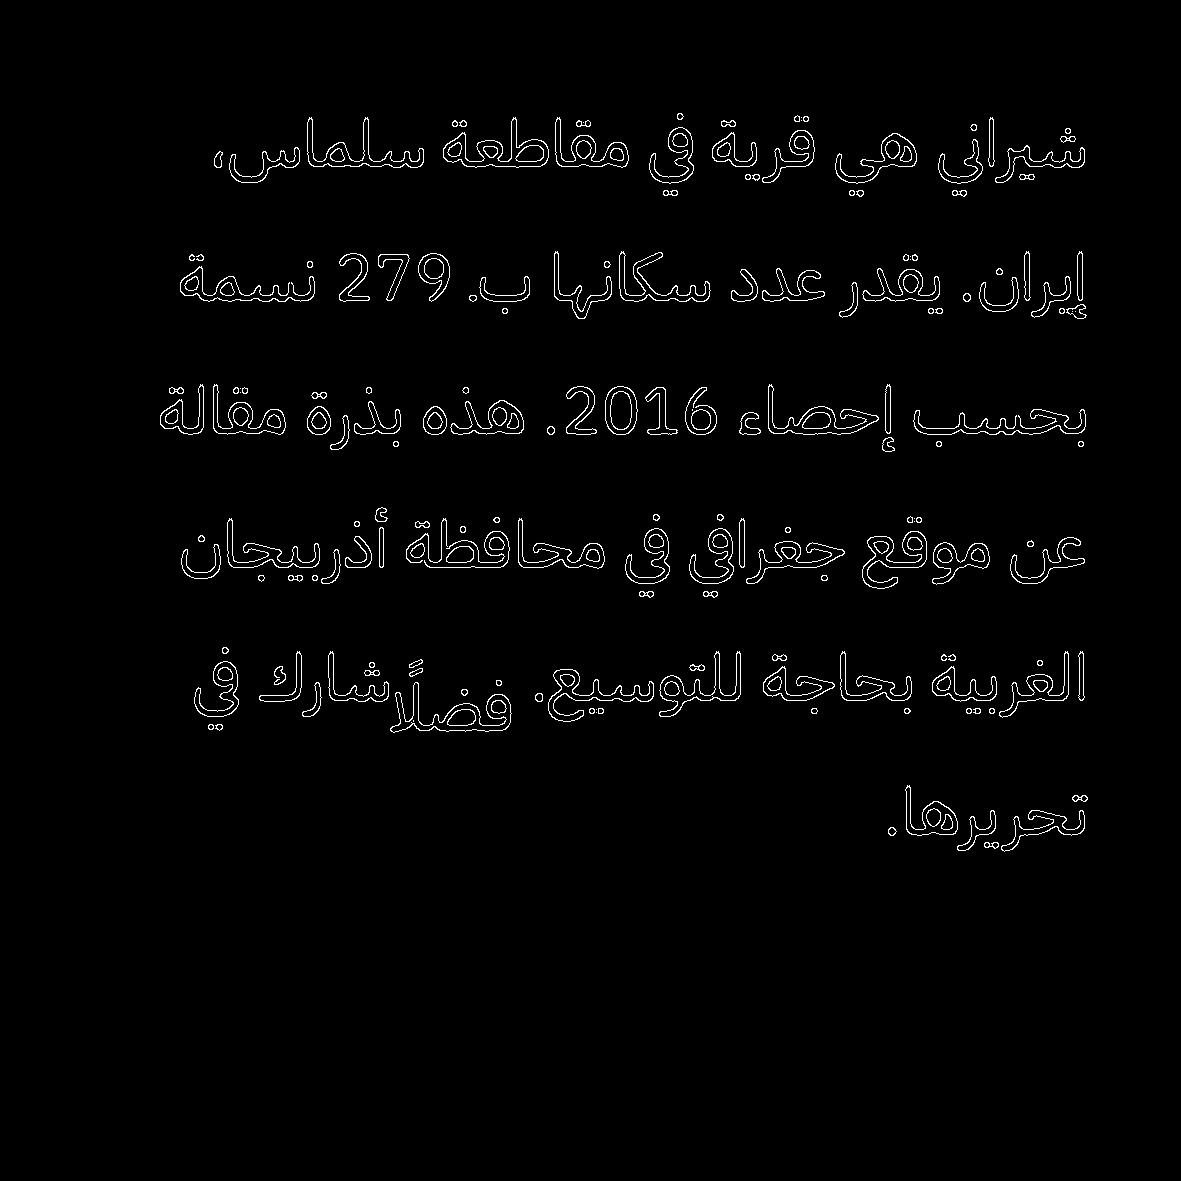 شيراني هي قرية في مقاطعة سلماس،
إيران. يقدر عدد سكانها ب. 279 نسمة
بحسب إحصاء 2016. هذه بذرة مقالة
عن موقع جغرافي في محافظة أذربيجان
الغربية بحاجة للتوسيع. فضلًا شارك في
تحريرها.